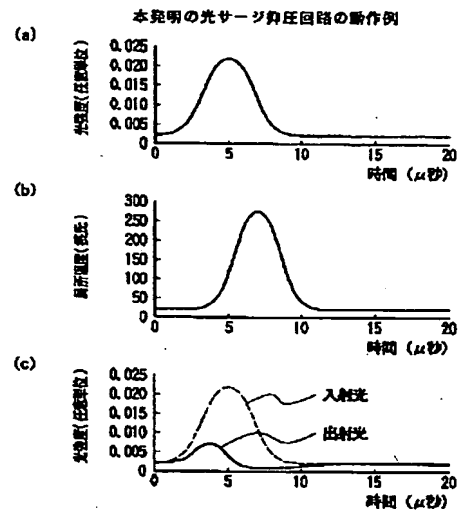 本発明の光サージ抑圧回路の動作例
(a)
光強度(任意単位)
0.025
0.020
0.015
0.010
0.005
0
0 5 10 15 20
時間 (μ秒)
(b)
局所温度(摂氏)
300
250
200
150
100
50
0
0 5 10 15 20
時間 (μ秒)
(c)
光強度(任意単位)
0.025
0.020
0.015
0.010
0.005
0
入射光
出射光
0 5 10 15 20
時間 (μ秒)